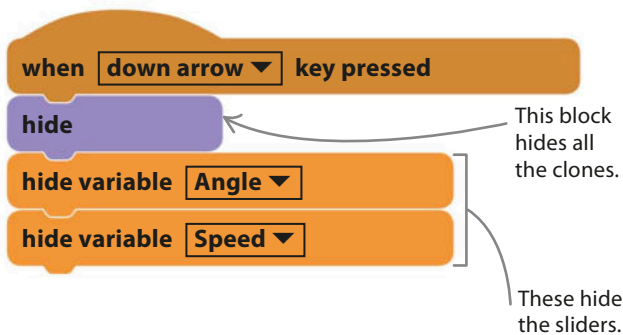 when down arrow key pressed
hide
This block
hides all
the clones.
hide variable Angle
hide variable Speed
These hide
the sliders.